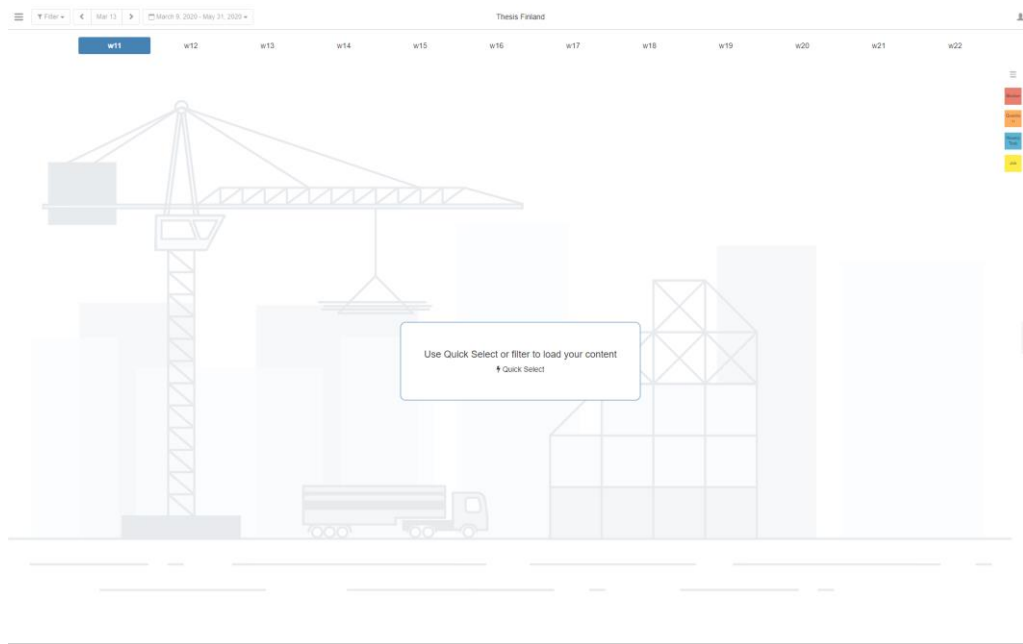 Filter
Mar 13
March 9, 2020 - May 31, 2020
Thesis Finland
w11 w12 w13 w14 w15 w16 w17 w18 w19 w20 w21 w22
Use Quick Select or filter to load your content
Quick Select